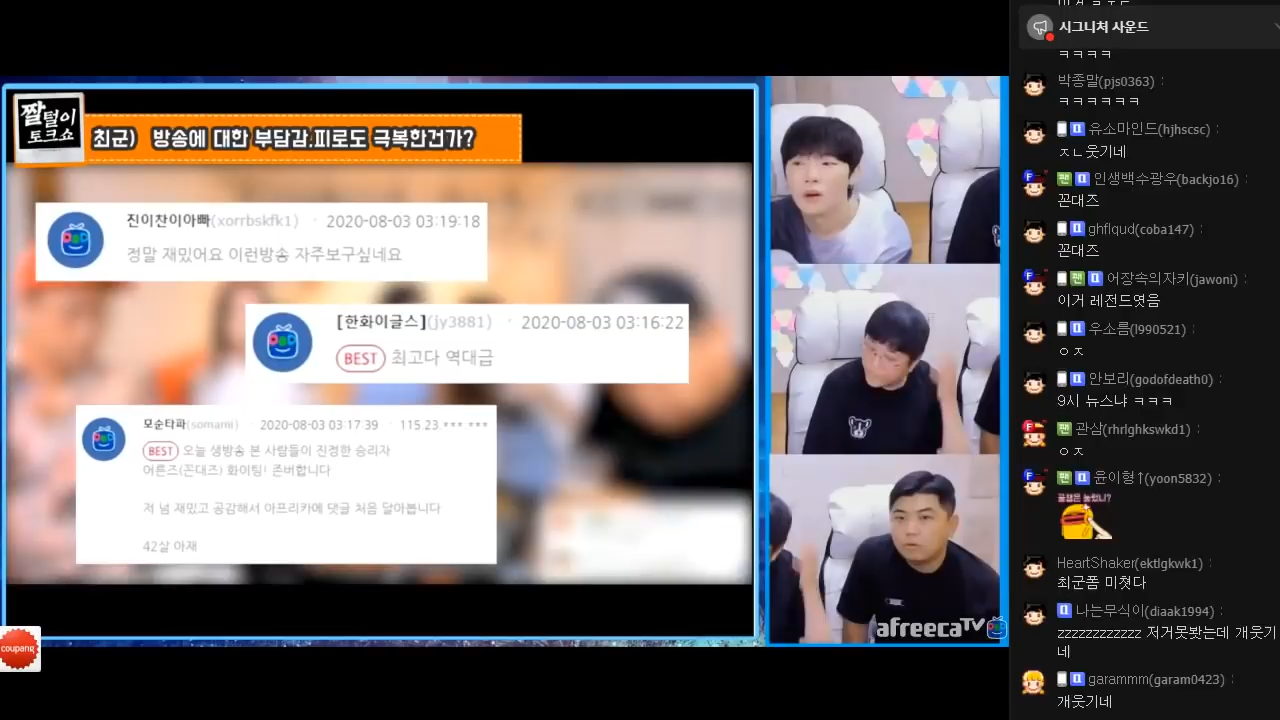 짤털이
토크쇼
최군) 방송에 대한 부담감,피로도 극복한건가?
진이찬이아빠(xorrbskfk1) · 2020-08-03 03:19:18
정말 재밌어요 이런방송 자주보구싶네요
[한화이글스](jy3881) · 2020-08-03 03:16:22
BEST 최고다 역대급
모순타파(somami) · 2020-08-03 03:17:39 · 115.23.*** ***
BEST 오늘 생방송 본 사람들이 진정한 승리자
어른즈(꼰대즈) 화이팅! 존버합니다
저 넘 재밌고 공감해서 아프리카에 댓글 처음 달아봅니다
42살 아재
coupang
afreecaTV
시그니처 사운드
ㅋㅋㅋㅋ
박종말(pjs0363) :
ㅋㅋㅋㅋㅋㅋ
유소마인드(hjhscsc) :
ㅈㄴ웃기네
팬 인생백수광우(backjo16) :
꼰대즈
ghflqud(coba147) :
꼰대즈
팬 어장속의자키(jawoni) :
이거 레전드엿음
우소름(l990521) :
ㅇㅈ
안보리(godofdeath0) :
9시 뉴스냐 ㅋㅋㅋ
팬 관삼(rhrlghkswkd1) :
ㅇㅈ
팬 윤이형↑(yoon5832) :
HeartShaker(ektlgkwk1) :
최군폼 미쳣다
나는무식이(diaak1994) :
zzzzzzzzzzzz 저거못봤는데 개웃기
네
garammm(garam0423) :
개웃기네